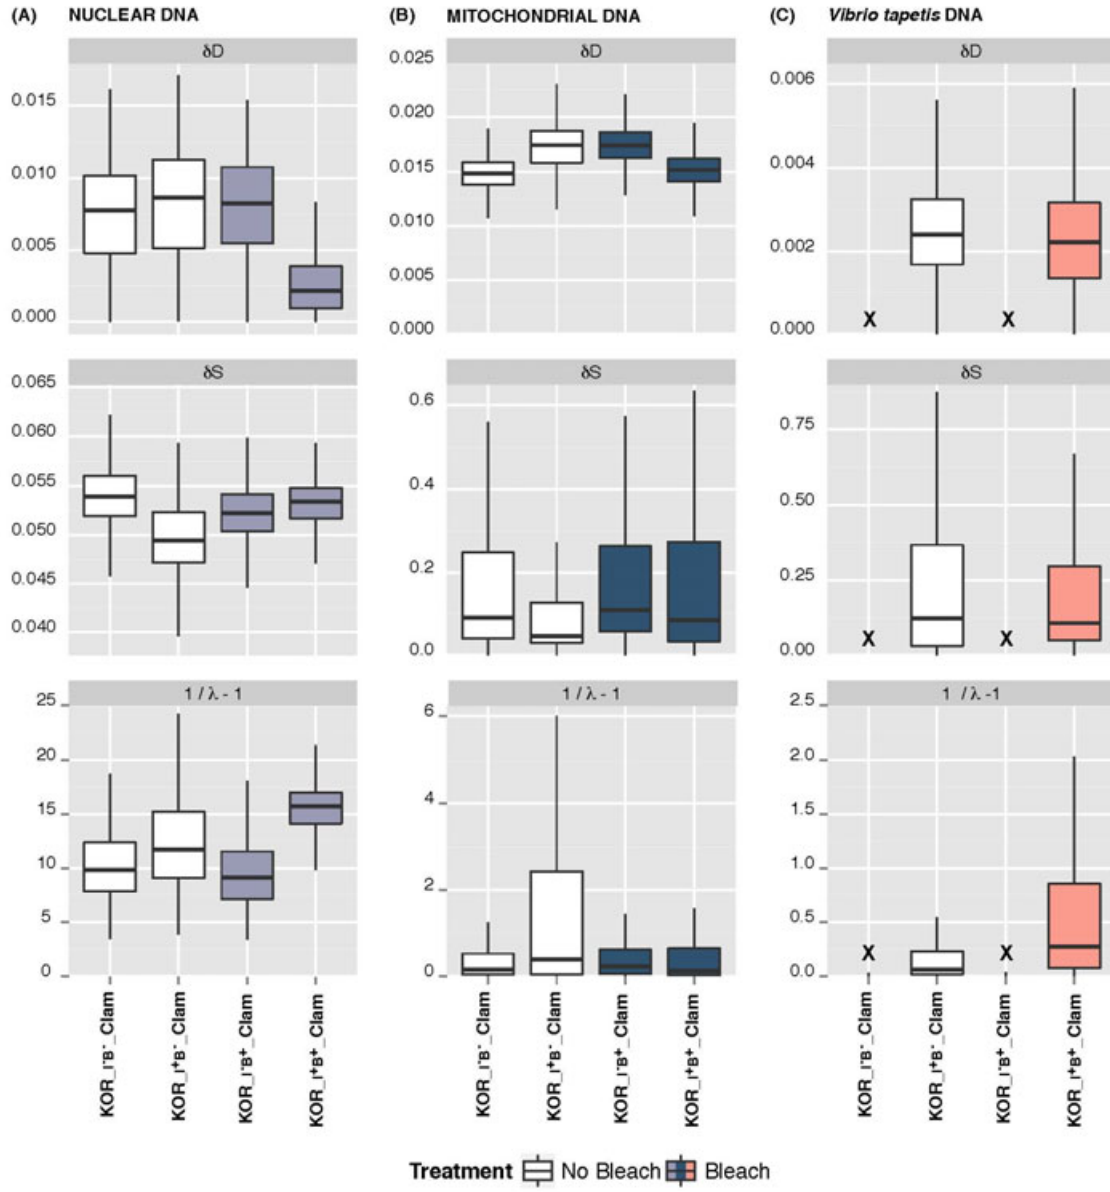 (A) NUCLEAR DNA (B) MITOCHONDRIAL DNA (C) Vibrio tapetis DNA
δD δD δD
0.015
0.010
0.005
0.000
0.025
0.020
0.015
0.010
0.005
0.000
0.006
0.004
0.002
0.000
X X
δS δS δS
0.065
0.060
0.055
0.050
0.045
0.040
0.6
0.4
0.2
0.0
0.75
0.50
0.25
0.00
X X
1 / λ - 1 1 / λ - 1 1 / λ -1
25
20
15
10
5
0
6
4
2
0
2.5
2.0
1.5
1.0
0.5
0.0
X X
KOR_I-B-_Clam
KOR_I+B-_Clam
KOR_I-B+_Clam
KOR_I+B+_Clam
KOR_I-B-_Clam
KOR_I+B-_Clam
KOR_I-B+_Clam
KOR_I+B+_Clam
KOR_I-B-_Clam
KOR_I+B-_Clam
KOR_I-B+_Clam
KOR_I+B+_Clam
Treatment No Bleach Bleach